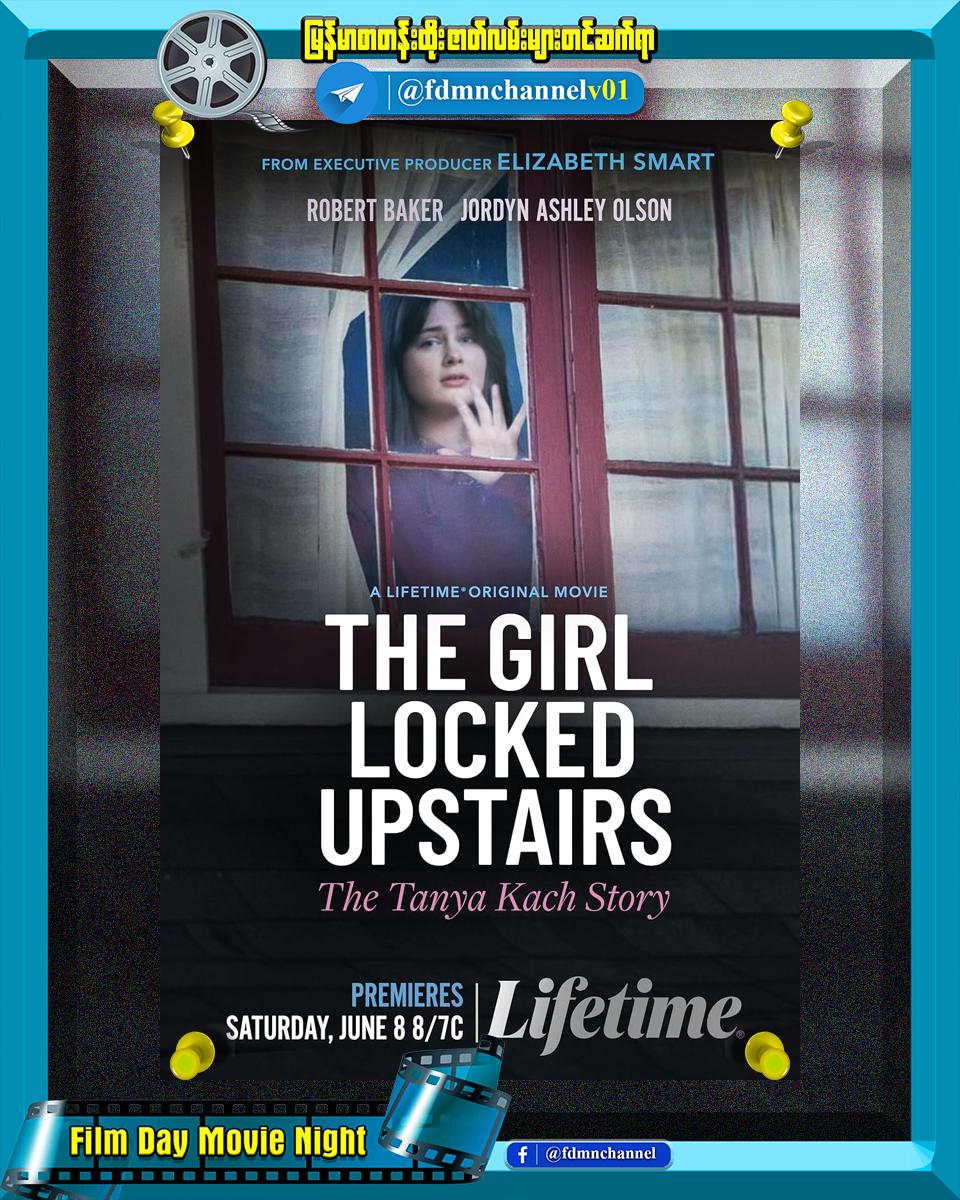 မြန်မာစာတန်းထိုးဇာတ်လမ်းများတင်ဆက်ရာ
@fdmnchannelv01
FROM EXECUTIVE PRODUCER ELIZABETH SMART
ROBERT BAKER JORDYN ASHLEY OLSON
A LIFETIME® ORIGINAL MOVIE
THE GIRL
LOCKED
UPSTAIRS
The Tanya Kach Story
PREMIERES
SATURDAY, JUNE 8 8/7C
Lifetime®
Film Day Movie Night
@fdmnchannel